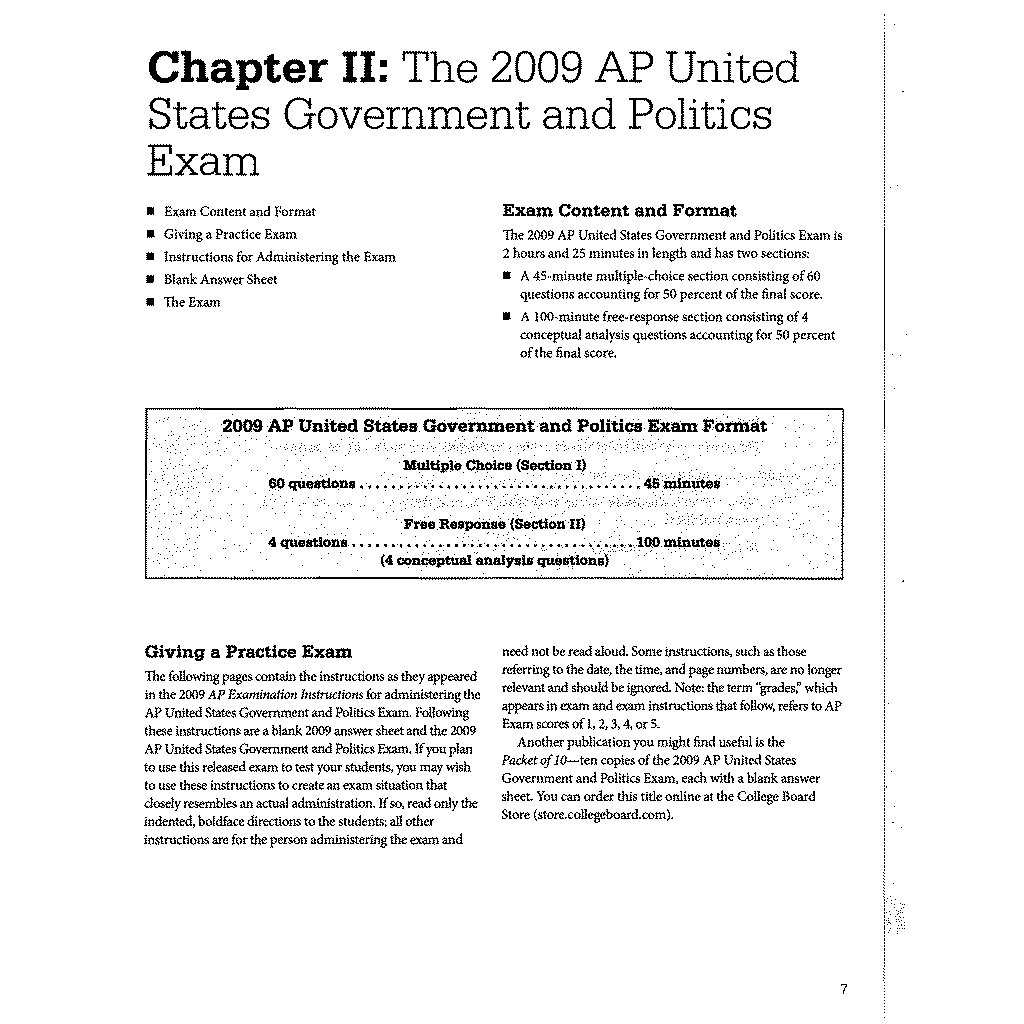 Chapter II: The 2009 AP United
States Government and Politics
Exam
■ Exam Content and Format
■ Giving a Practice Exam
■ Instructions for Administering the Exam
■ Blank Answer Sheet
■ The Exam
Exam Content and Format
The 2009 AP United States Government and Politics Exam is
2 hours and 25 minutes in length and has two sections:
■ A 45-minute multiple-choice section consisting of 60
questions accounting for 50 percent of the final score.
■ A 100-minute free-response section consisting of 4
conceptual analysis questions accounting for 50 percent
of the final score.
2009 AP United States Government and Politics Exam Format
Multiple Choice (Section I)
60 questions . . . . . . . . . . . . . . . . . . . . . . . . . . . . . . . . . . . . 45 minutes
Free Response (Section II)
4 questions . . . . . . . . . . . . . . . . . . . . . . . . . . . . . . . . . . . . 100 minutes
(4 conceptual analysis questions)
Giving a Practice Exam
The following pages contain the instructions as they appeared
in the 2009 AP Examination Instructions for administering the
AP United States Government and Politics Exam. Following
these instructions are a blank 2009 answer sheet and the 2009
AP United States Government and Politics Exam. If you plan
to use this released exam to test your students, you may wish
to use these instructions to create an exam situation that
closely resembles an actual administration. If so, read only the
indented, boldface directions to the students; all other
instructions are for the person administering the exam and
need not be read aloud. Some instructions, such as those
referring to the date, the time, and page numbers, are no longer
relevant and should be ignored. Note: the term "grades," which
appears in exam and exam instructions that follow, refers to AP
Exam scores of 1, 2, 3, 4, or 5.
Another publication you might find useful is the
Packet of 10—ten copies of the 2009 AP United States
Government and Politics Exam, each with a blank answer
sheet. You can order this title online at the College Board
Store (store.collegeboard.com).
7